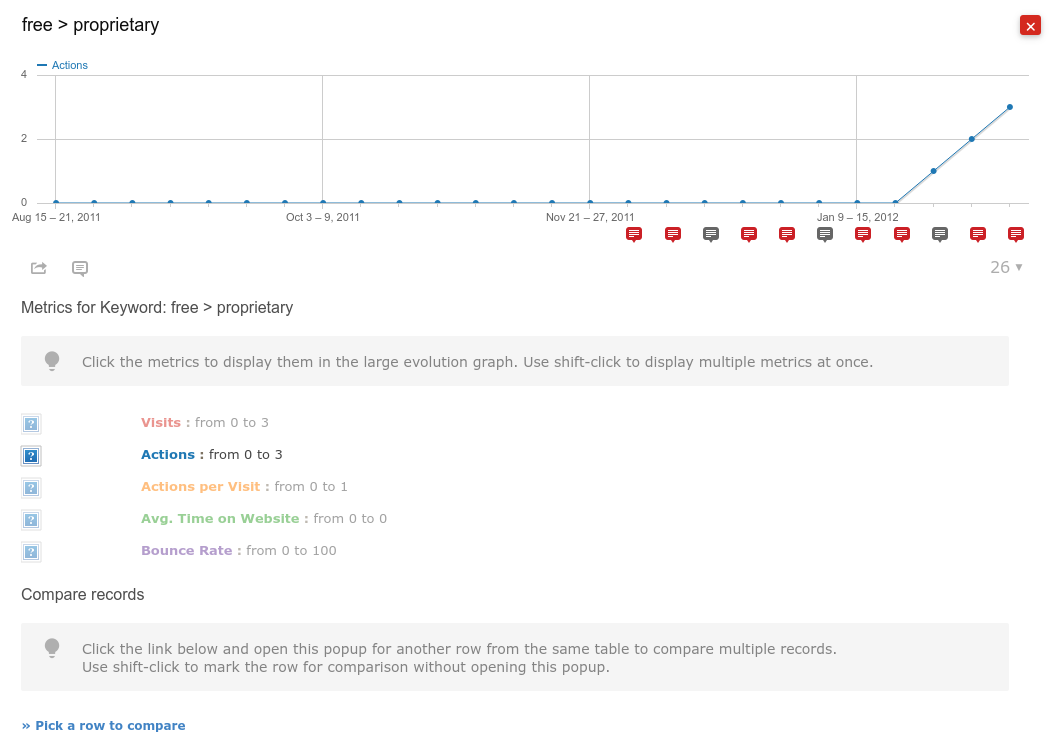 free > proprietary
Actions
4
2
0
Aug 15 – 21, 2011
Oct 3 – 9, 2011
Nov 21 – 27, 2011
Jan 9 – 15, 2012
26 ▼
Metrics for Keyword: free > proprietary
Click the metrics to display them in the large evolution graph. Use shift-click to display multiple metrics at once.
? Visits : from 0 to 3
? Actions : from 0 to 3
? Actions per Visit : from 0 to 1
? Avg. Time on Website : from 0 to 0
? Bounce Rate : from 0 to 100
Compare records
Click the link below and open this popup for another row from the same table to compare multiple records.
Use shift-click to mark the row for comparison without opening this popup.
» Pick a row to compare